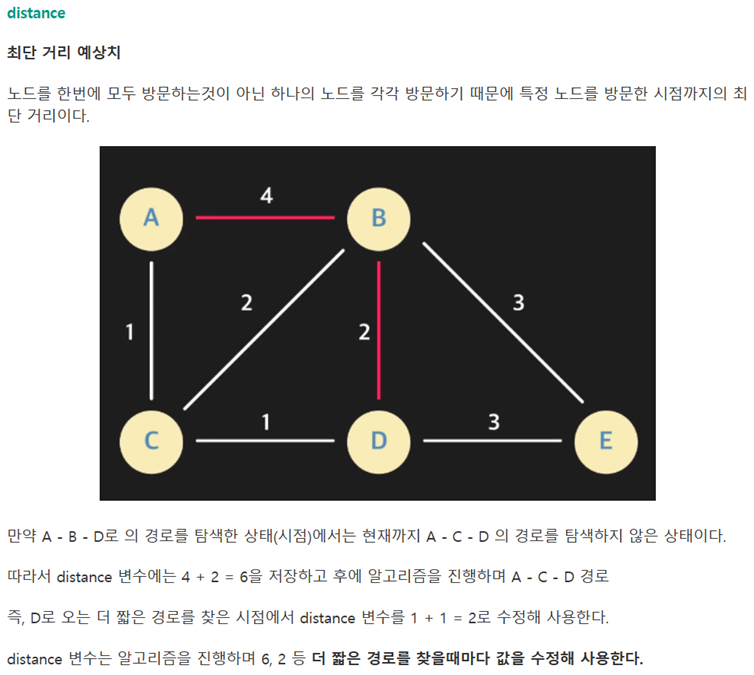 distance
최단 거리 예상치
노드를 한번에 모두 방문하는것이 아닌 하나의 노드를 각각 방문하기 때문에 특정 노드를 방문한 시점까지의 최
단 거리이다.
4
A
B
2
3
1
2
1
3
C
D
E
만약 A - B - D로 의 경로를 탐색한 상태(시점)에서는 현재까지 A - C - D 의 경로를 탐색하지 않은 상태이다.
따라서 distance 변수에는 4 + 2 = 6을 저장하고 후에 알고리즘을 진행하며 A - C - D 경로
즉, D로 오는 더 짧은 경로를 찾은 시점에서 distance 변수를 1 + 1 = 2로 수정해 사용한다.
distance 변수는 알고리즘을 진행하며 6, 2 등 더 짧은 경로를 찾을때마다 값을 수정해 사용한다.